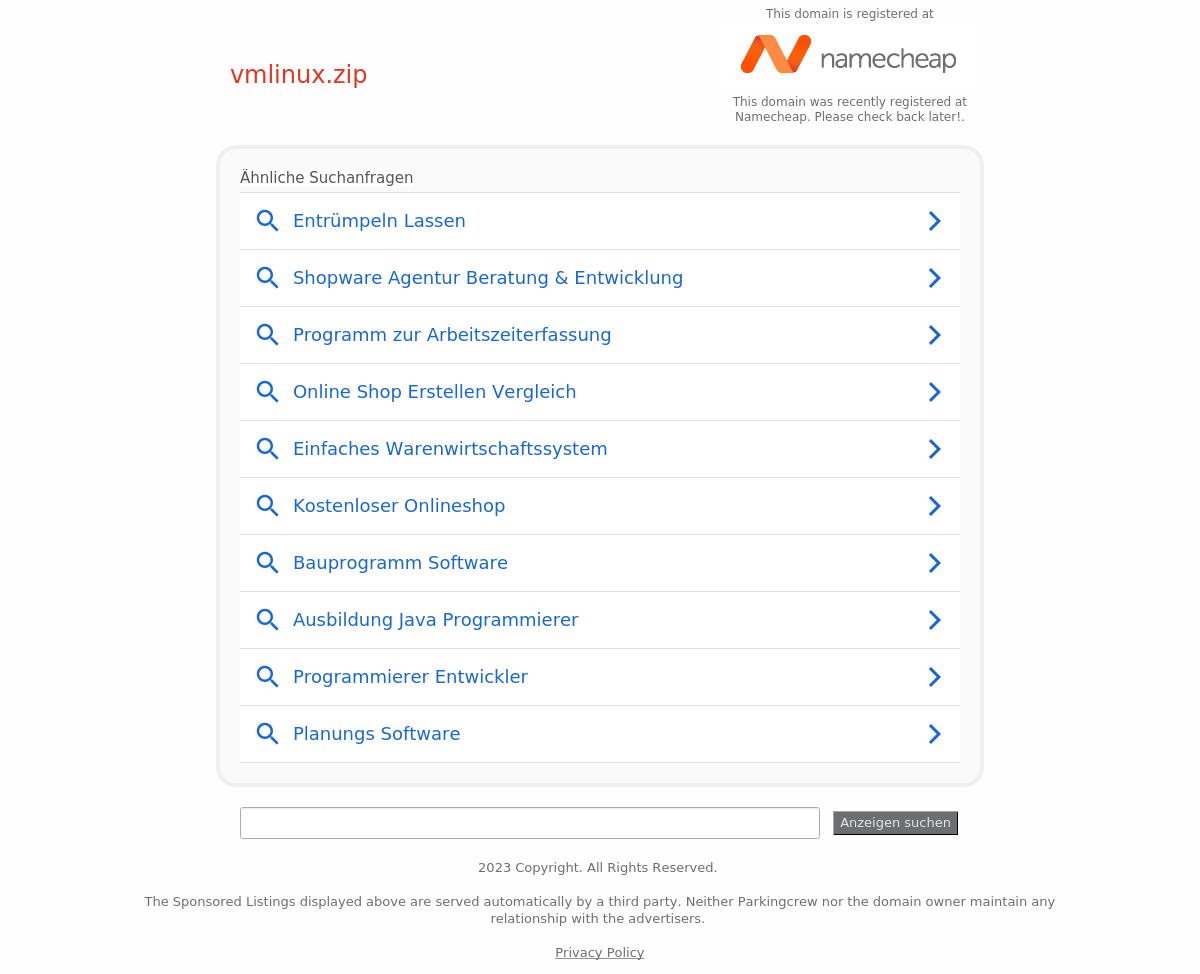 This domain is registered at
namecheap
vmlinux.zip
This domain was recently registered at
Namecheap. Please check back later!.
Ähnliche Suchanfragen
Entrümpeln Lassen
Shopware Agentur Beratung & Entwicklung
Programm zur Arbeitszeiterfassung
Online Shop Erstellen Vergleich
Einfaches Warenwirtschaftssystem
Kostenloser Onlineshop
Bauprogramm Software
Ausbildung Java Programmierer
Programmierer Entwickler
Planungs Software
Anzeigen suchen
2023 Copyright. All Rights Reserved.
The Sponsored Listings displayed above are served automatically by a third party. Neither Parkingcrew nor the domain owner maintain any
relationship with the advertisers.
Privacy Policy